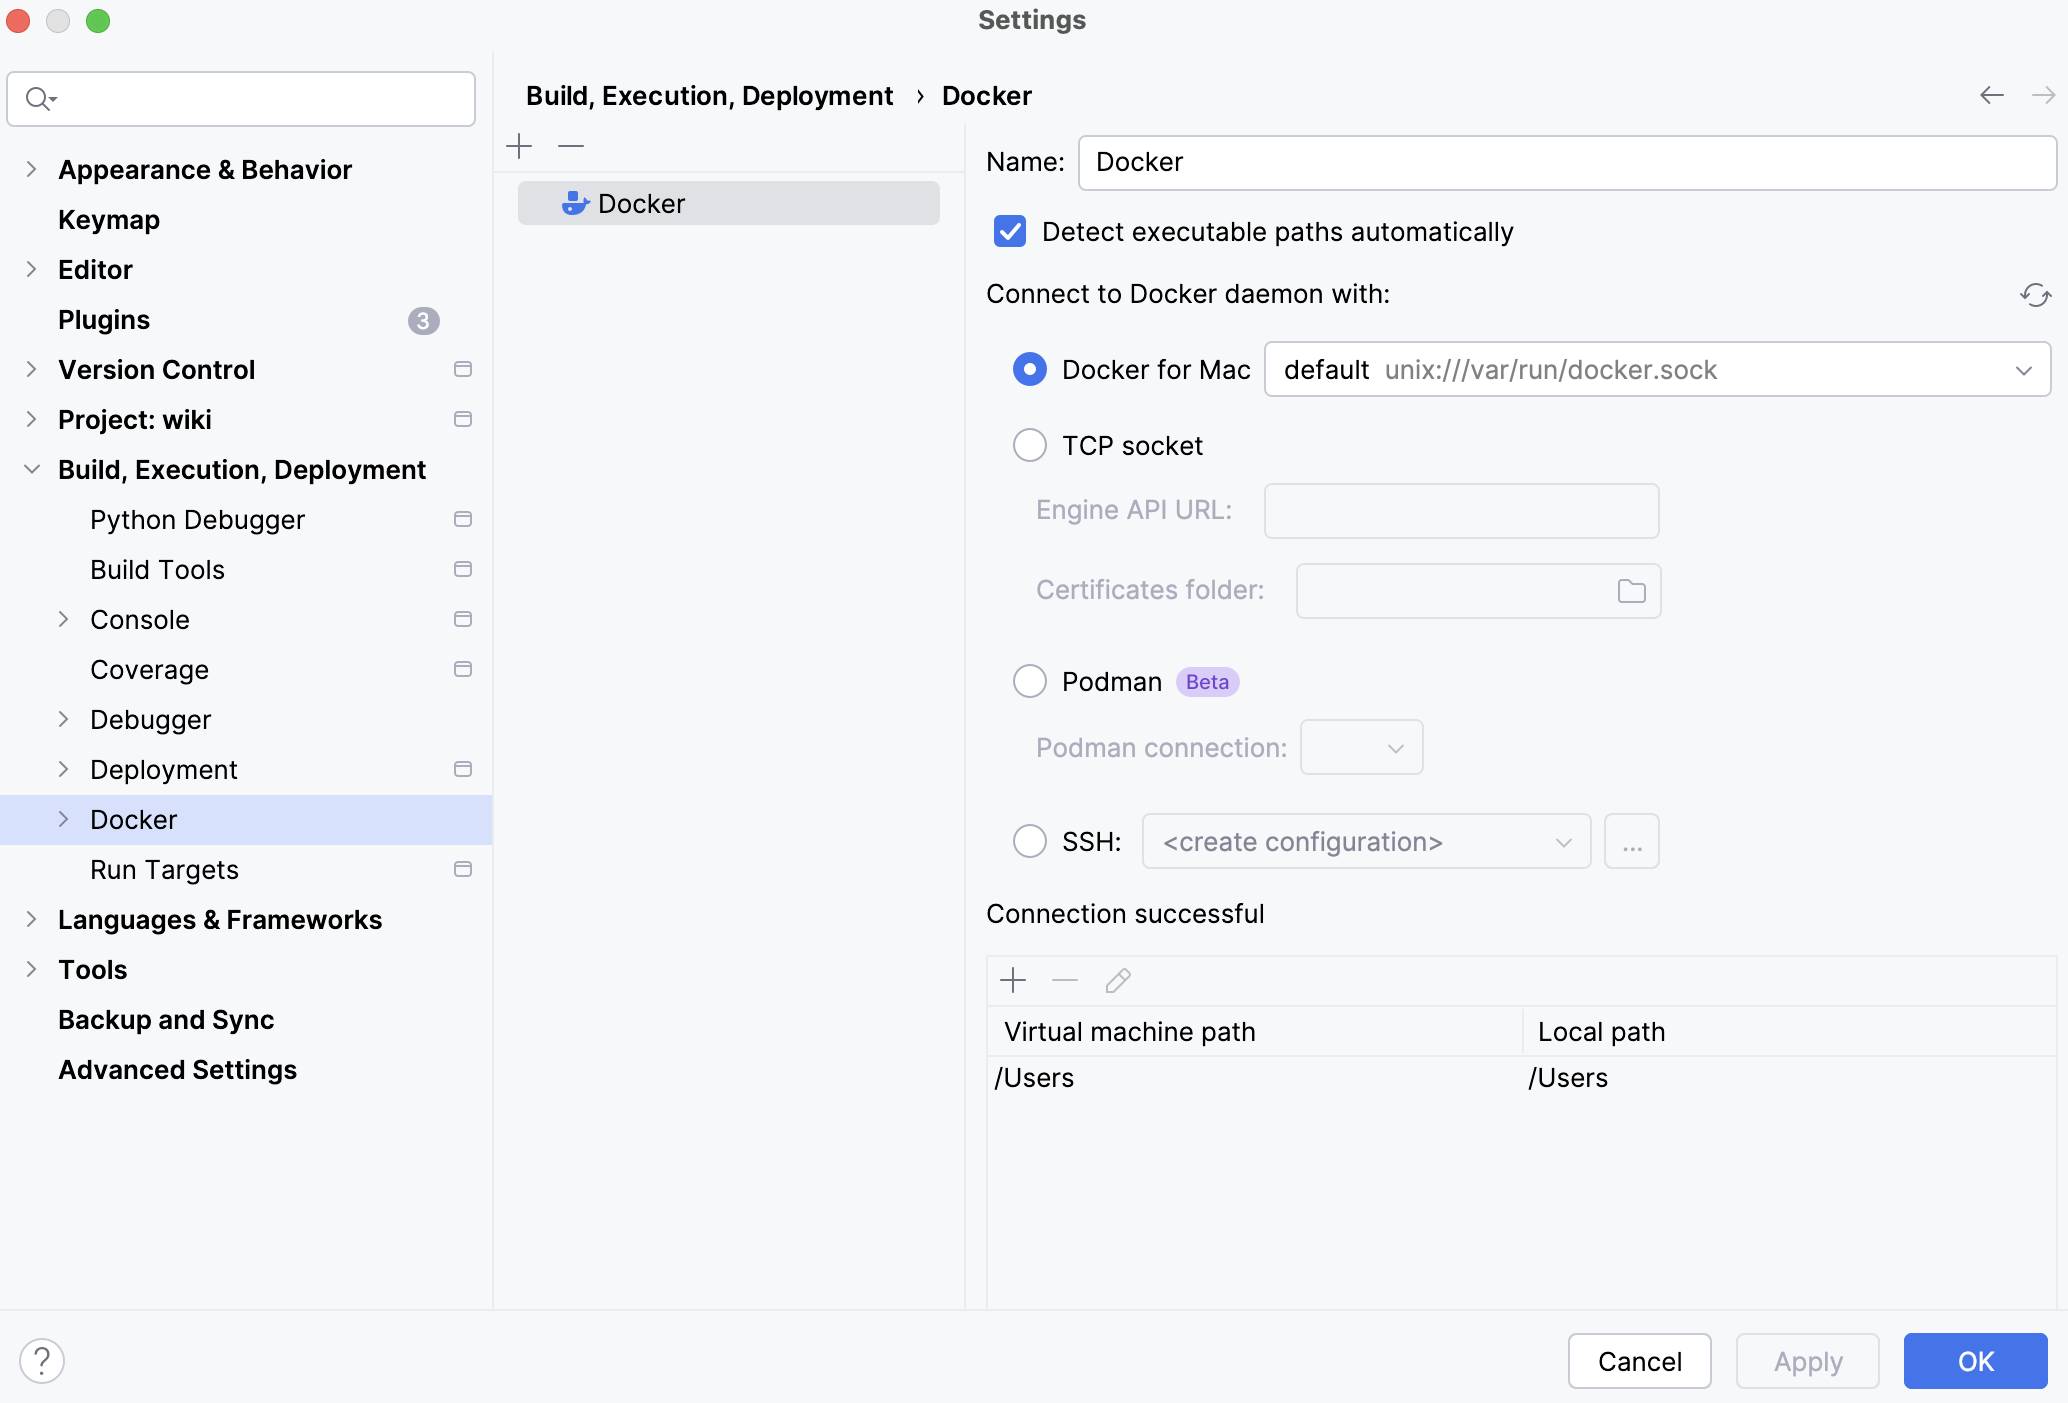 Settings
Appearance & Behavior
Keymap
Editor
Plugins 3
Version Control
Project: wiki
Build, Execution, Deployment
Python Debugger
Build Tools
Console
Coverage
Debugger
Deployment
Docker
Run Targets
Languages & Frameworks
Tools
Backup and Sync
Advanced Settings
Build, Execution, Deployment › Docker
Docker
Name: Docker
Detect executable paths automatically
Connect to Docker daemon with:
Docker for Mac default unix:///var/run/docker.sock
TCP socket
Engine API URL:
Certificates folder:
Podman Beta
Podman connection:
SSH: <create configuration> ...
Connection successful
Virtual machine path Local path
/Users /Users
? Cancel Apply OK